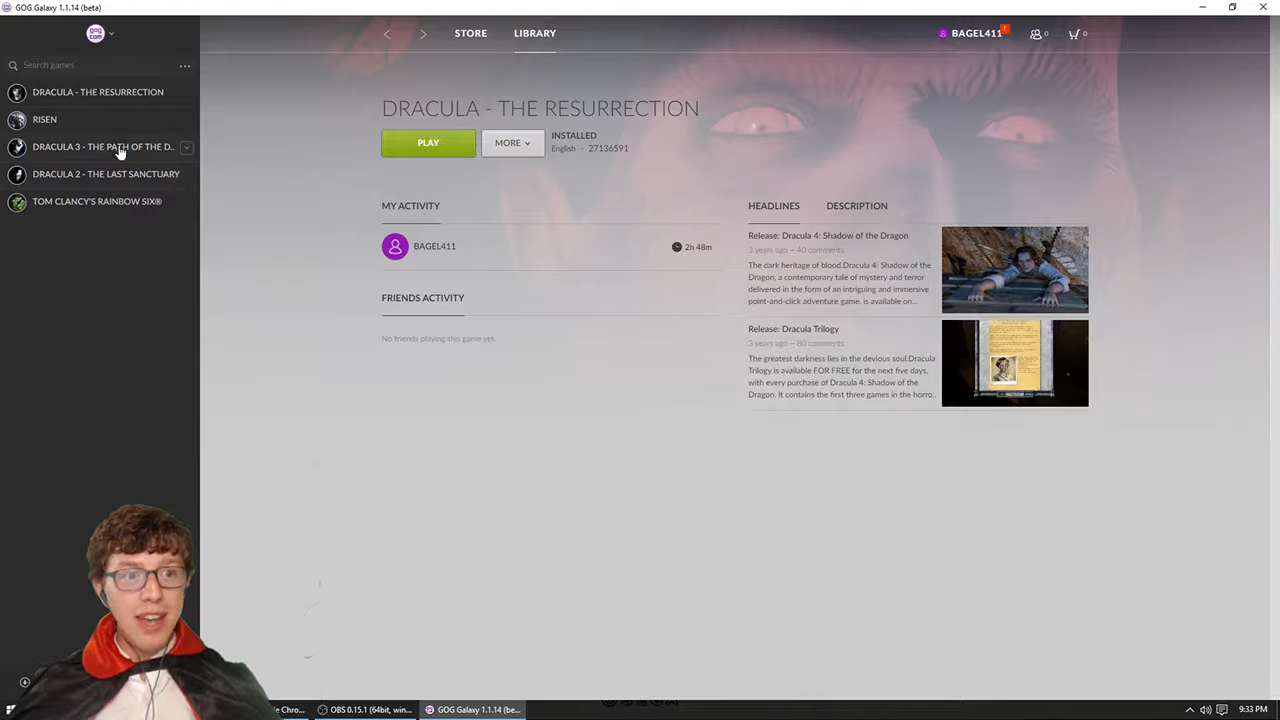 GOG Galaxy 1.1.14 (beta)
gog com
STORE
LIBRARY
BAGEL411
0
0
Search games
DRACULA - THE RESURRECTION
RISEN
DRACULA 3 - THE PATH OF THE D..
DRACULA 2 - THE LAST SANCTUARY
TOM CLANCY'S RAINBOW SIX®
DRACULA - THE RESURRECTION
PLAY
MORE
INSTALLED
English · 27136591
MY ACTIVITY
BAGEL411
2h 48m
FRIENDS ACTIVITY
No friends playing this game yet.
HEADLINES
DESCRIPTION
Release: Dracula 4: Shadow of the Dragon
3 years ago – 40 comments
The dark heritage of blood.Dracula 4: Shadow of the
Dragon, a contemporary tale of mystery and terror
delivered in the form of an intriguing and immersive
point-and-click adventure game. is available on...
Release: Dracula Trilogy
3 years ago – 80 comments
The greatest darkness lies in the devious soul.Dracula
Trilogy is available FOR FREE for the next five days,
with every purchase of Dracula 4: Shadow of the
Dragon. It contains the first three games in the horro..
le Chro...
OBS 0.15.1 (64bit, win...
GOG Galaxy 1.1.14 (be...
9:33 PM